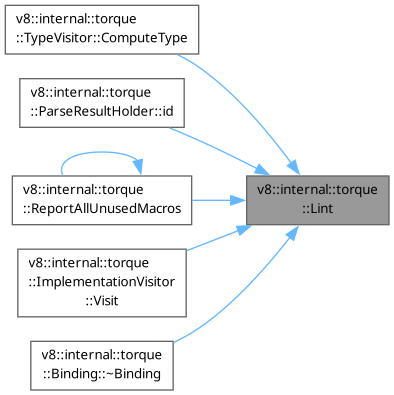 v8::internal::torque
::TypeVisitor::ComputeType
v8::internal::torque
::ParseResultHolder::id
v8::internal::torque
::ReportAllUnusedMacros
v8::internal::torque
::Lint
v8::internal::torque
::ImplementationVisitor
::Visit
v8::internal::torque
::Binding::~Binding